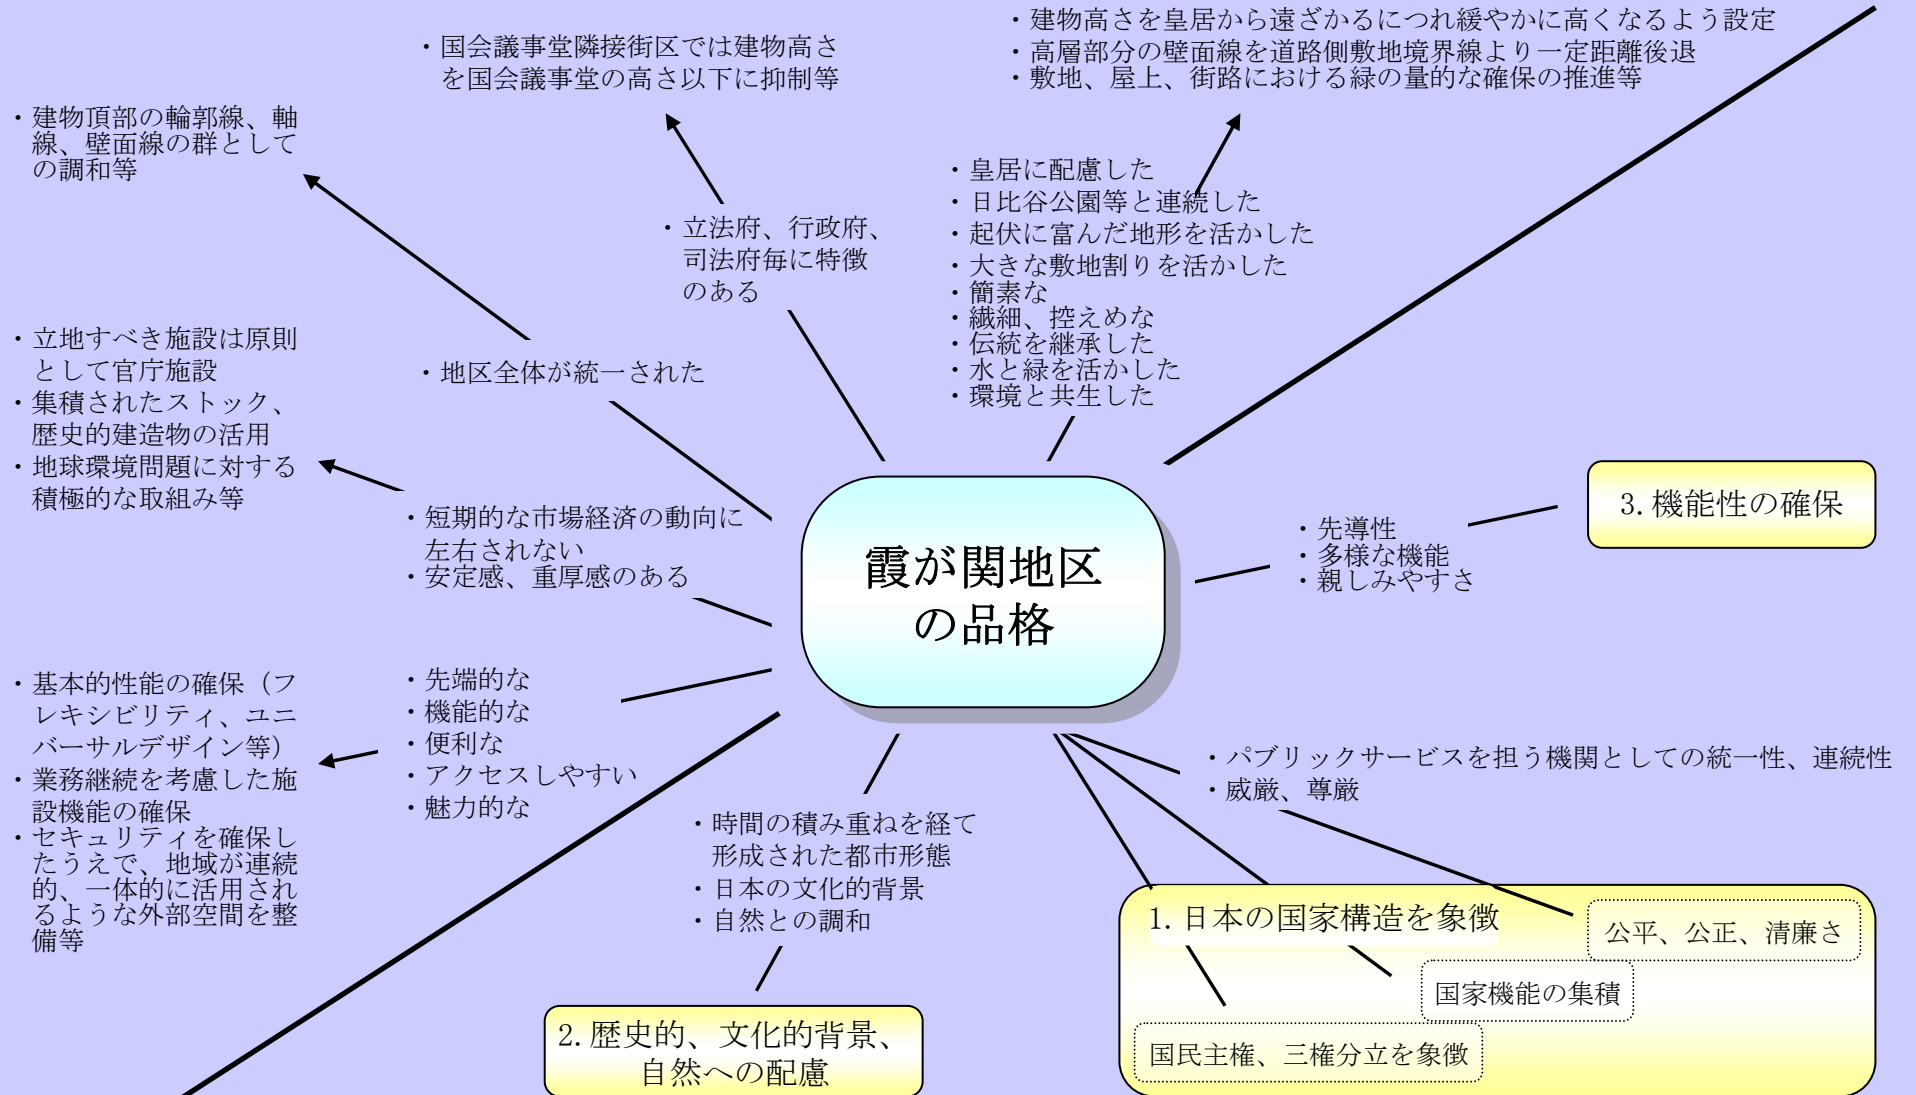 ・建物高さを皇居から遠ざかるにつれ緩やかに高くなるよう設定
・高層部分の壁面線を道路側敷地境界線より一定距離後退
・敷地、屋上、街路における緑の量的な確保の推進等
・国会議事堂隣接街区では建物高さ
を国会議事堂の高さ以下に抑制等
・建物頂部の輪郭線、軸
線、壁面線の群として
の調和等
・皇居に配慮した
・日比谷公園等と連続した
・起伏に富んだ地形を活かした
・大きな敷地割りを活かした
・簡素な
・繊細、控えめな
・伝統を継承した
・水と緑を活かした
・環境と共生した
・立法府、行政府、
司法府毎に特徴
のある
・地区全体が統一された
・立地すべき施設は原則
として官庁施設
・集積されたストック、
歴史的建造物の活用
・地球環境問題に対する
積極的な取組み等
・短期的な市場経済の動向に
左右されない
・安定感、重厚感のある
霞が関地区
の品格
・先導性
・多様な機能
・親しみやすさ
3.機能性の確保
・基本的性能の確保（フ
レキシビリティ、ユニ
バーサルデザイン等）
・業務継続を考慮した施
設機能の確保
・セキュリティを確保し
たうえで、地域が連続
的、一体的に活用され
るような外部空間を整
備等
・先端的な
・機能的な
・便利な
・アクセスしやすい
・魅力的な
・時間の積み重ねを経て
形成された都市形態
・日本の文化的背景
・自然との調和
・パブリックサービスを担う機関としての統一性、連続性
・威厳、尊厳
2.歴史的、文化的背景、
自然への配慮
1.日本の国家構造を象徴
公平、公正、清廉さ
国家機能の集積
国民主権、三権分立を象徴